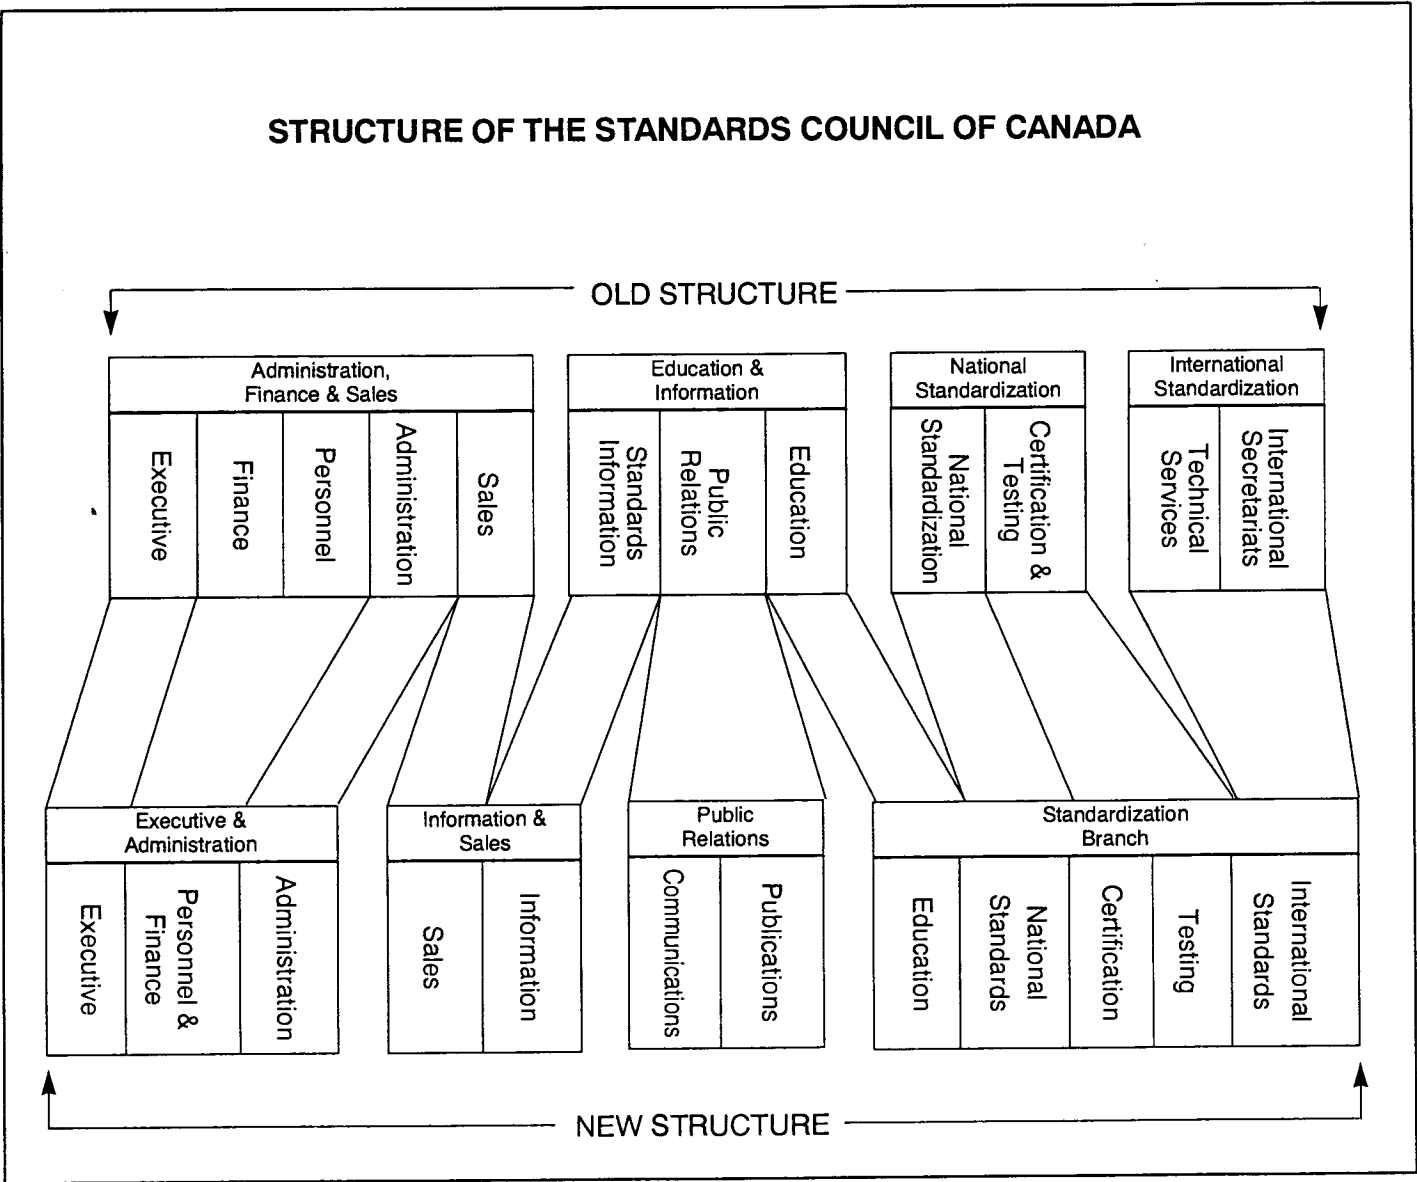 STRUCTURE OF THE STANDARDS COUNCIL OF CANADA
OLD STRUCTURE
Administration,
Finance & Sales
Executive
Finance
Personnel
Administration
Sales
Education &
Information
Standards
Information
Public
Relations
Education
National
Standardization
National
Standardization
Certification &
Testing
International
Standardization
Technical
Services
International
Secretariats
Executive &
Administration
Executive
Personnel &
Finance
Administration
Information &
Sales
Sales
Information
Public
Relations
Communications
Publications
Standardization
Branch
Education
National
Standards
Certification
Testing
International
Standards
NEW STRUCTURE